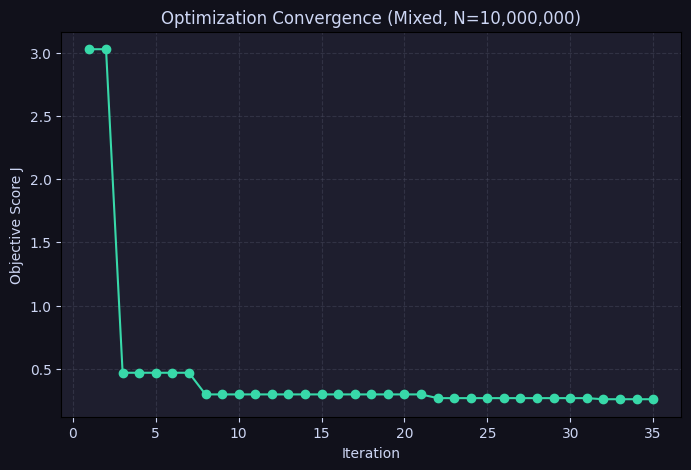 Optimization Convergence (Mixed, N=10,000,000)
Objective Score J
3.0
2.5
2.0
1.5
1.0
0.5
0 5 10 15 20 25 30 35
Iteration